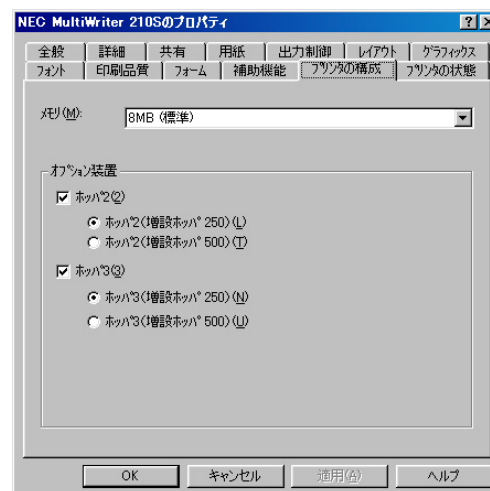 NEC MultiWriter 210Sのプロパティ
全般 詳細 共有 用紙 出力制御 レイアウト グラフィックス
フォント 印刷品質 フォーム 補助機能 プリンタの構成 プリンタの状態
メモリ(M): 8MB (標準)
オプション装置
ホッパ2(2)
ホッパ2(増設ホッパ 250)(L)
ホッパ2(増設ホッパ 500)(T)
ホッパ3(3)
ホッパ3(増設ホッパ 250)(N)
ホッパ3(増設ホッパ 500)(U)
OK キャンセル 適用(A) ヘルプ